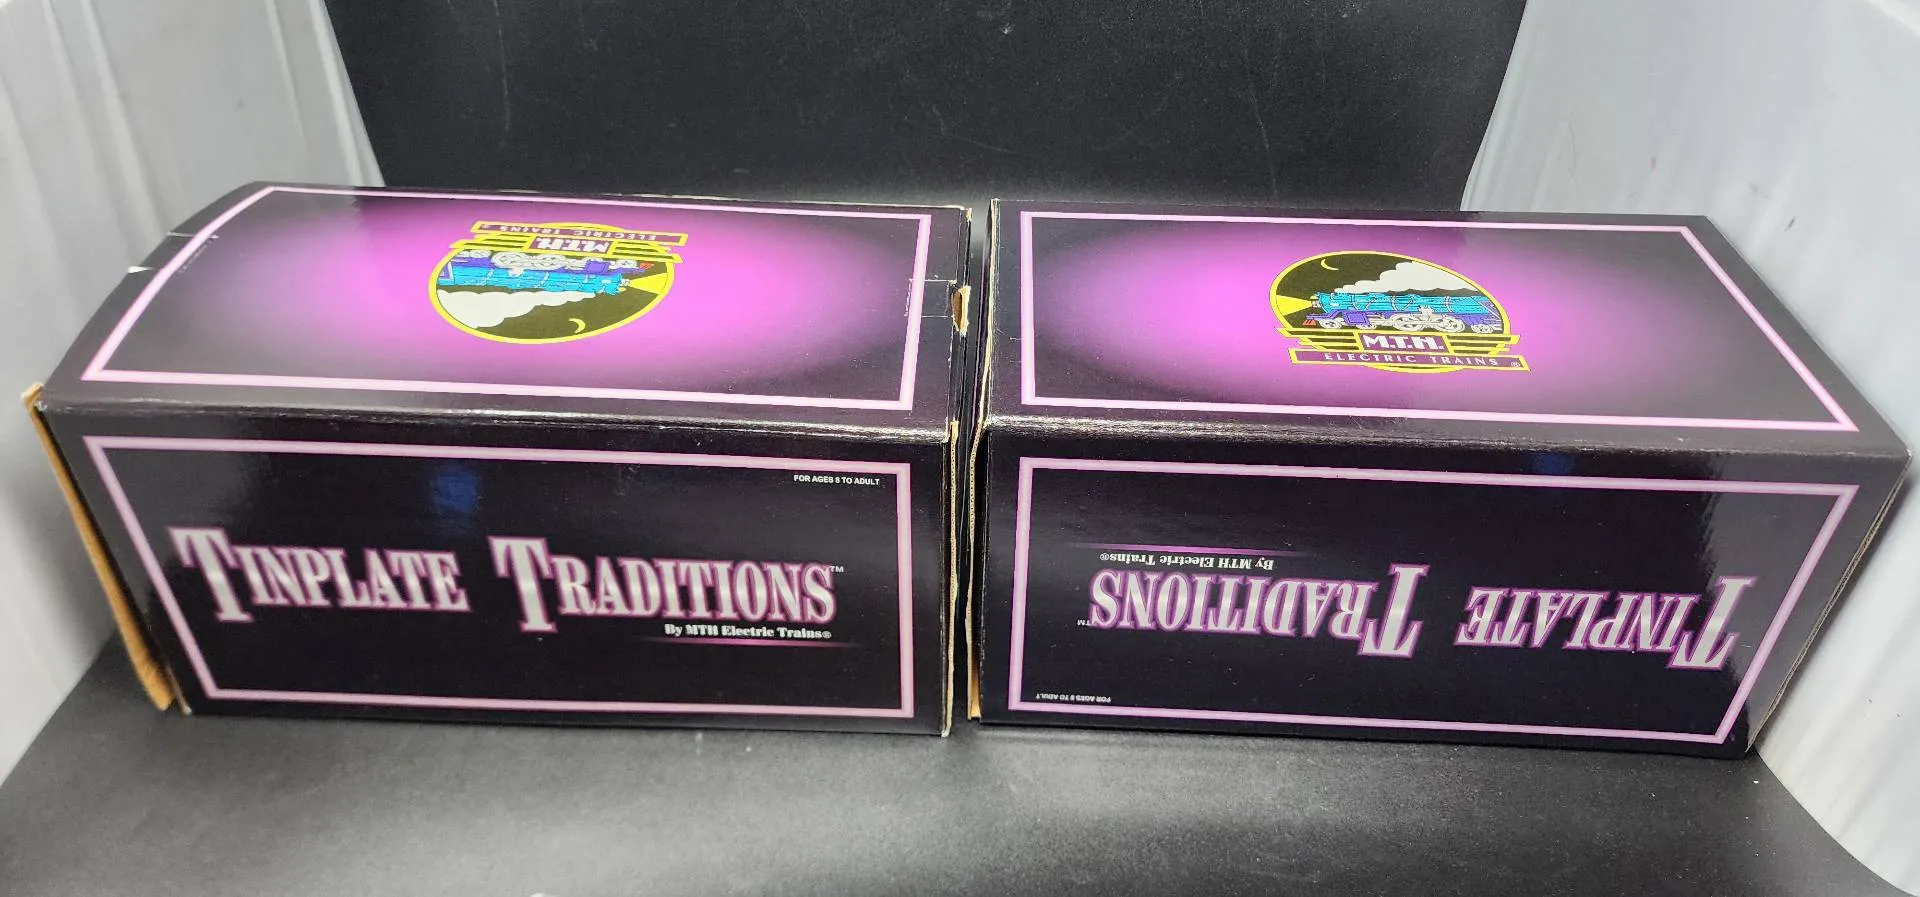 M.T.H.
ELECTRIC TRAINS ®
FOR AGES 8 TO ADULT
TINPLATE TRADITIONS™
By MTH Electric Trains®
M.T.H.
ELECTRIC TRAINS ®
TINPLATE TRADITIONS™
By MTH Electric Trains®
FOR AGES 8 TO ADULT